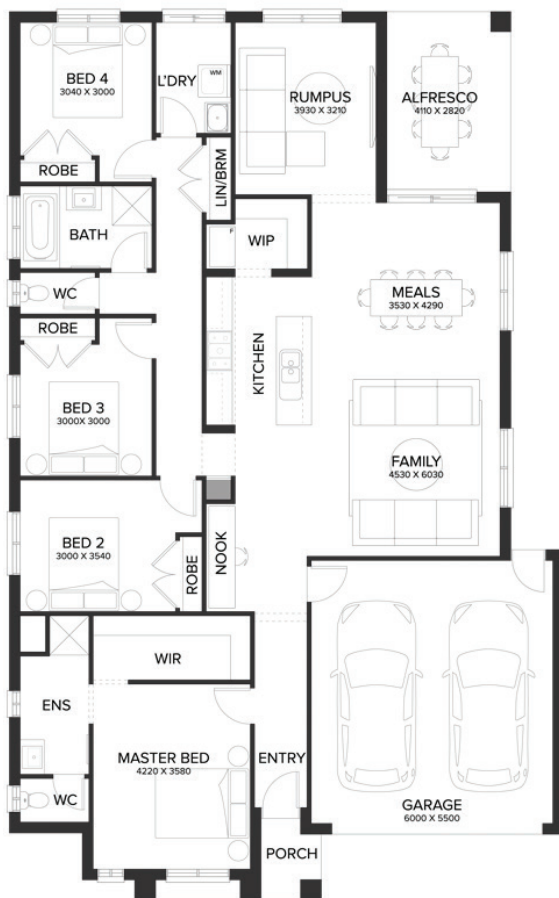 BED 4
3040 X 3000
L'DRY
WM
RUMPUS
3930 X 3210
ALFRESCO
4110 X 2820
ROBE
LIN/BRM
BATH
F
WIP
WC
MEALS
3530 X 4290
ROBE
KITCHEN
BED 3
3000X 3000
FAMILY
4530 X 6030
BED 2
3000 X 3540
ROBE
NOOK
WIR
ENS
MASTER BED
4220 X 3580
ENTRY
WC
GARAGE
6000 X 5500
PORCH